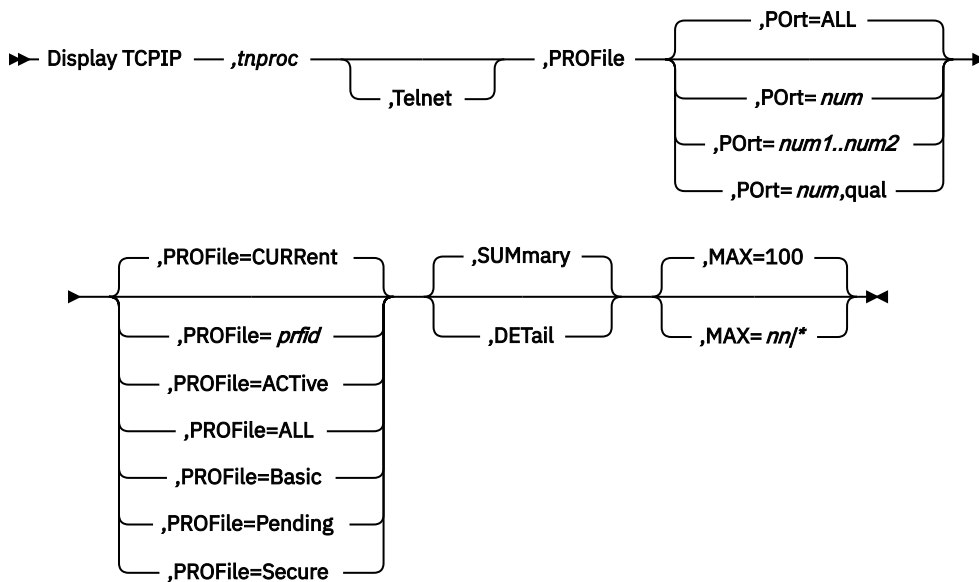 ,POrt=ALL
Display TCPIP ,tnproc ,PROFile
,Telnet
,POrt= num
,POrt= num1..num2
,POrt= num,qual
,PROFile=CURRent ,SUMmary ,MAX=100
,PROFile= prfid ,DETail ,MAX= nn|*
,PROFile=ACTive
,PROFile=ALL
,PROFile=Basic
,PROFile=Pending
,PROFile=Secure